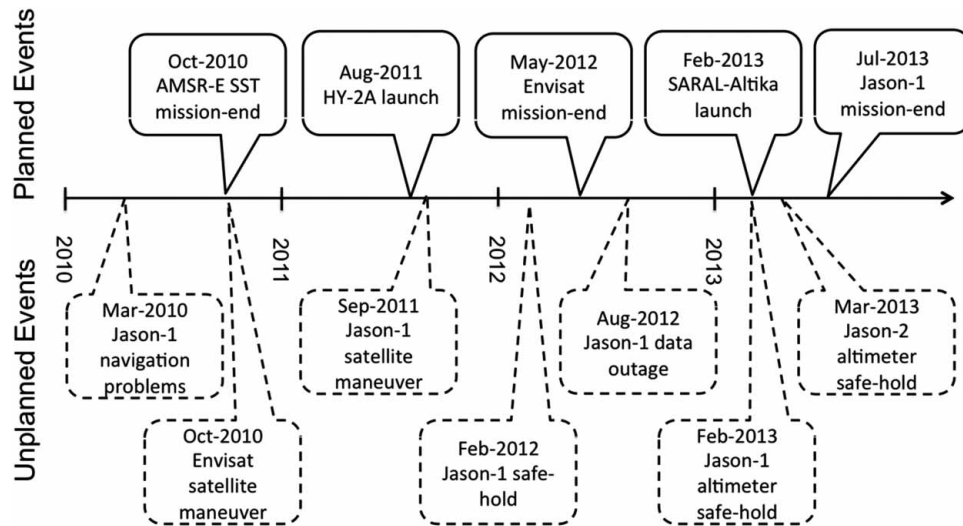 Planned Events
Oct-2010
AMSR-E SST
mission-end
Aug-2011
HY-2A launch
May-2012
Envisat
mission-end
Feb-2013
SARAL-Altika
launch
Jul-2013
Jason-1
mission-end
2010
2011
2012
2013
Unplanned Events
Mar-2010
Jason-1
navigation
problems
Oct-2010
Envisat
satellite
maneuver
Sep-2011
Jason-1
satellite
maneuver
Feb-2012
Jason-1 safe-
hold
Aug-2012
Jason-1 data
outage
Feb-2013
Jason-1
altimeter
safe-hold
Mar-2013
Jason-2
altimeter
safe-hold